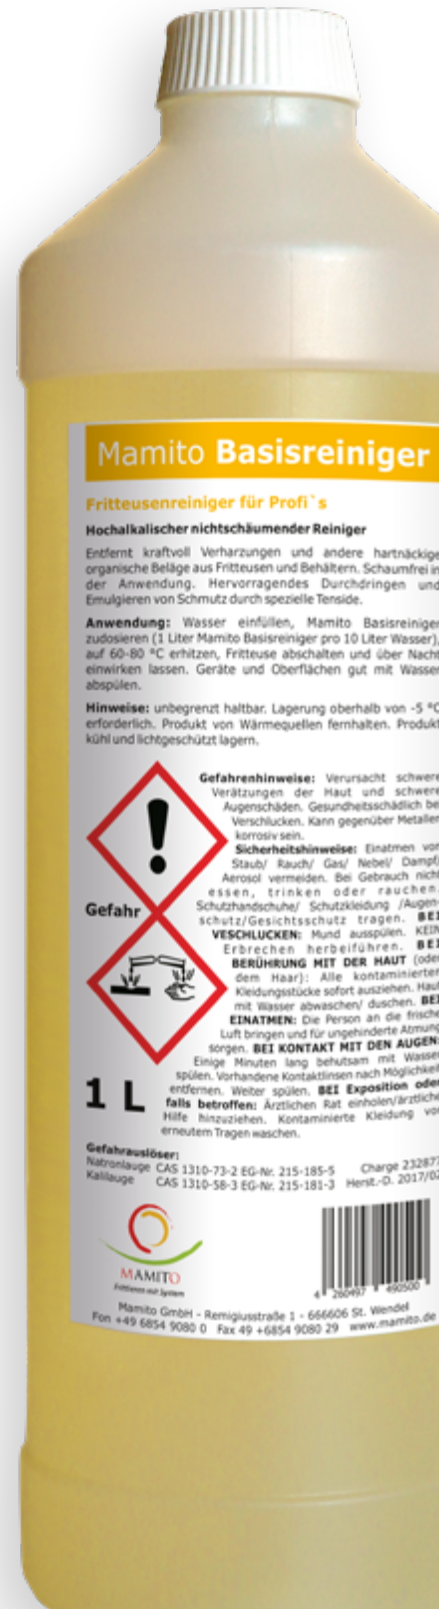 Mamito Basisreiniger
Fritteusenreiniger für Profi`s
Hochalkalischer nichtschäumender Reiniger
Entfernt kraftvoll Verharzungen und andere hartnäckige
organische Beläge aus Fritteusen und Behältern. Schaumfrei in
der Anwendung. Hervorragendes Durchdringen und
Emulgieren von Schmutz durch spezielle Tenside.
Anwendung: Wasser einfüllen, Mamito Basisreiniger
zudosieren (1 Liter Mamito Basisreiniger pro 10 Liter Wasser),
auf 60-80 °C erhitzen, Fritteuse abschalten und über Nacht
einwirken lassen. Geräte und Oberflächen gut mit Wasser
abspülen.
Hinweise: unbegrenzt haltbar. Lagerung oberhalb von -5 °C
erforderlich. Produkt von Wärmequellen fernhalten. Produkt
kühl und lichtgeschützt lagern.
Gefahrenhinweise: Verursacht schwere
Verätzungen der Haut und schwere
Augenschäden. Gesundheitsschädlich bei
Verschlucken. Kann gegenüber Metallen
korrosiv sein.
Sicherheitshinweise: Einatmen von
Staub/ Rauch/ Gas/ Nebel/ Dampf/
Aerosol vermeiden. Bei Gebrauch nicht
essen, trinken oder rauchen.
Schutzhandschuhe/ Schutzkleidung /Augen-
schutz/Gesichtsschutz tragen. BEI
VESCHLUCKEN: Mund ausspülen. KEIN
Erbrechen herbeiführen. BEI
BERÜHRUNG MIT DER HAUT (oder
dem Haar): Alle kontaminierten
Kleidungsstücke sofort ausziehen. Haut
mit Wasser abwaschen/ duschen. BEI
EINATMEN: Die Person an die frische
Luft bringen und für ungehinderte Atmung
sorgen. BEI KONTAKT MIT DEN AUGEN:
Einige Minuten lang behutsam mit Wasser
spülen. Vorhandene Kontaktlinsen nach Möglichkeit
entfernen. Weiter spülen. BEI Exposition oder
falls betroffen: Ärztlichen Rat einholen/ärztliche
Hilfe hinzuziehen. Kontaminierte Kleidung vor
erneutem Tragen waschen.
Gefahr
1 L
Gefahrauslöser:
Natronlauge CAS 1310-73-2 EG-Nr. 215-185-5 Charge 232877
Kalilauge CAS 1310-58-3 EG-Nr. 215-181-3 Herst.-D. 2017/02
MAMITO
Frittieren mit System
4 260497 490500
Mamito GmbH - Remigiusstraße 1 - 666606 St. Wendel
Fon +49 6854 9080 0 Fax 49 +6854 9080 29 www.mamito.de